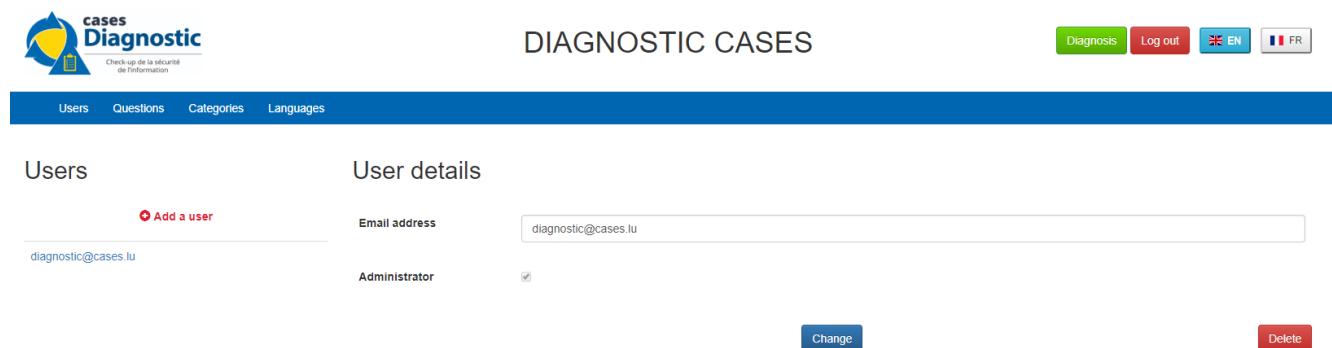 cases
Diagnostic
Check-up de la sécurité
de l'information
DIAGNOSTIC CASES
Diagnosis Log out EN FR
Users Questions Categories Languages
Users
Add a user
diagnostic@cases.lu
User details
Email address diagnostic@cases.lu
Administrator
Change Delete